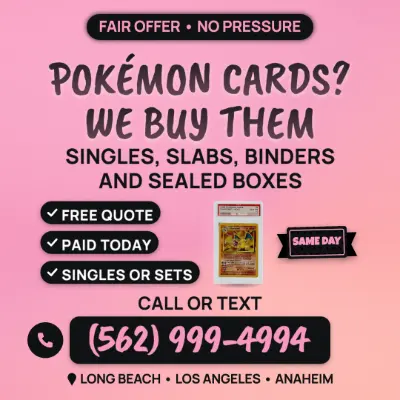 FAIR OFFER • NO PRESSURE
POKÉMON CARDS?
WE BUY THEM
SINGLES, SLABS, BINDERS
AND SEALED BOXES
FREE QUOTE
PAID TODAY
SINGLES OR SETS
SAME DAY
CALL OR TEXT
(562) 999-4994
LONG BEACH • LOS ANGELES • ANAHEIM